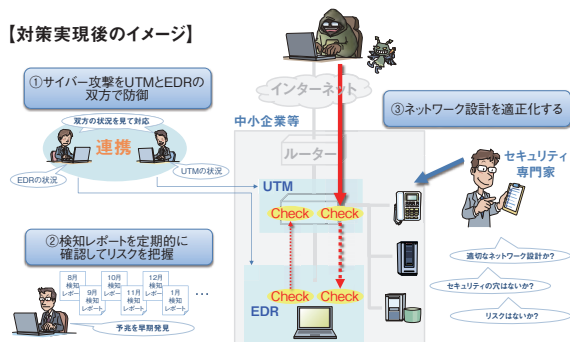 【対策実現後のイメージ】
①サイバー攻撃をUTMとEDRの
双方で防御
双方の状況を見て対応
連携
EDRの状況
UTMの状況
②検知レポートを定期的に
確認してリスクを把握
8月
検知
レポート
9月
検知
レポート
10月
検知
レポート
11月
検知
レポート
12月
検知
レポート
1月
検知
レポート
…
予兆を早期発見
インターネット
中小企業等
ルーター
UTM
Check
Check
Check
Check
EDR
③ネットワーク設計を適正化する
セキュリティ
専門家
適切なネットワーク設計か?
セキュリティの穴はないか?
リスクはないか?